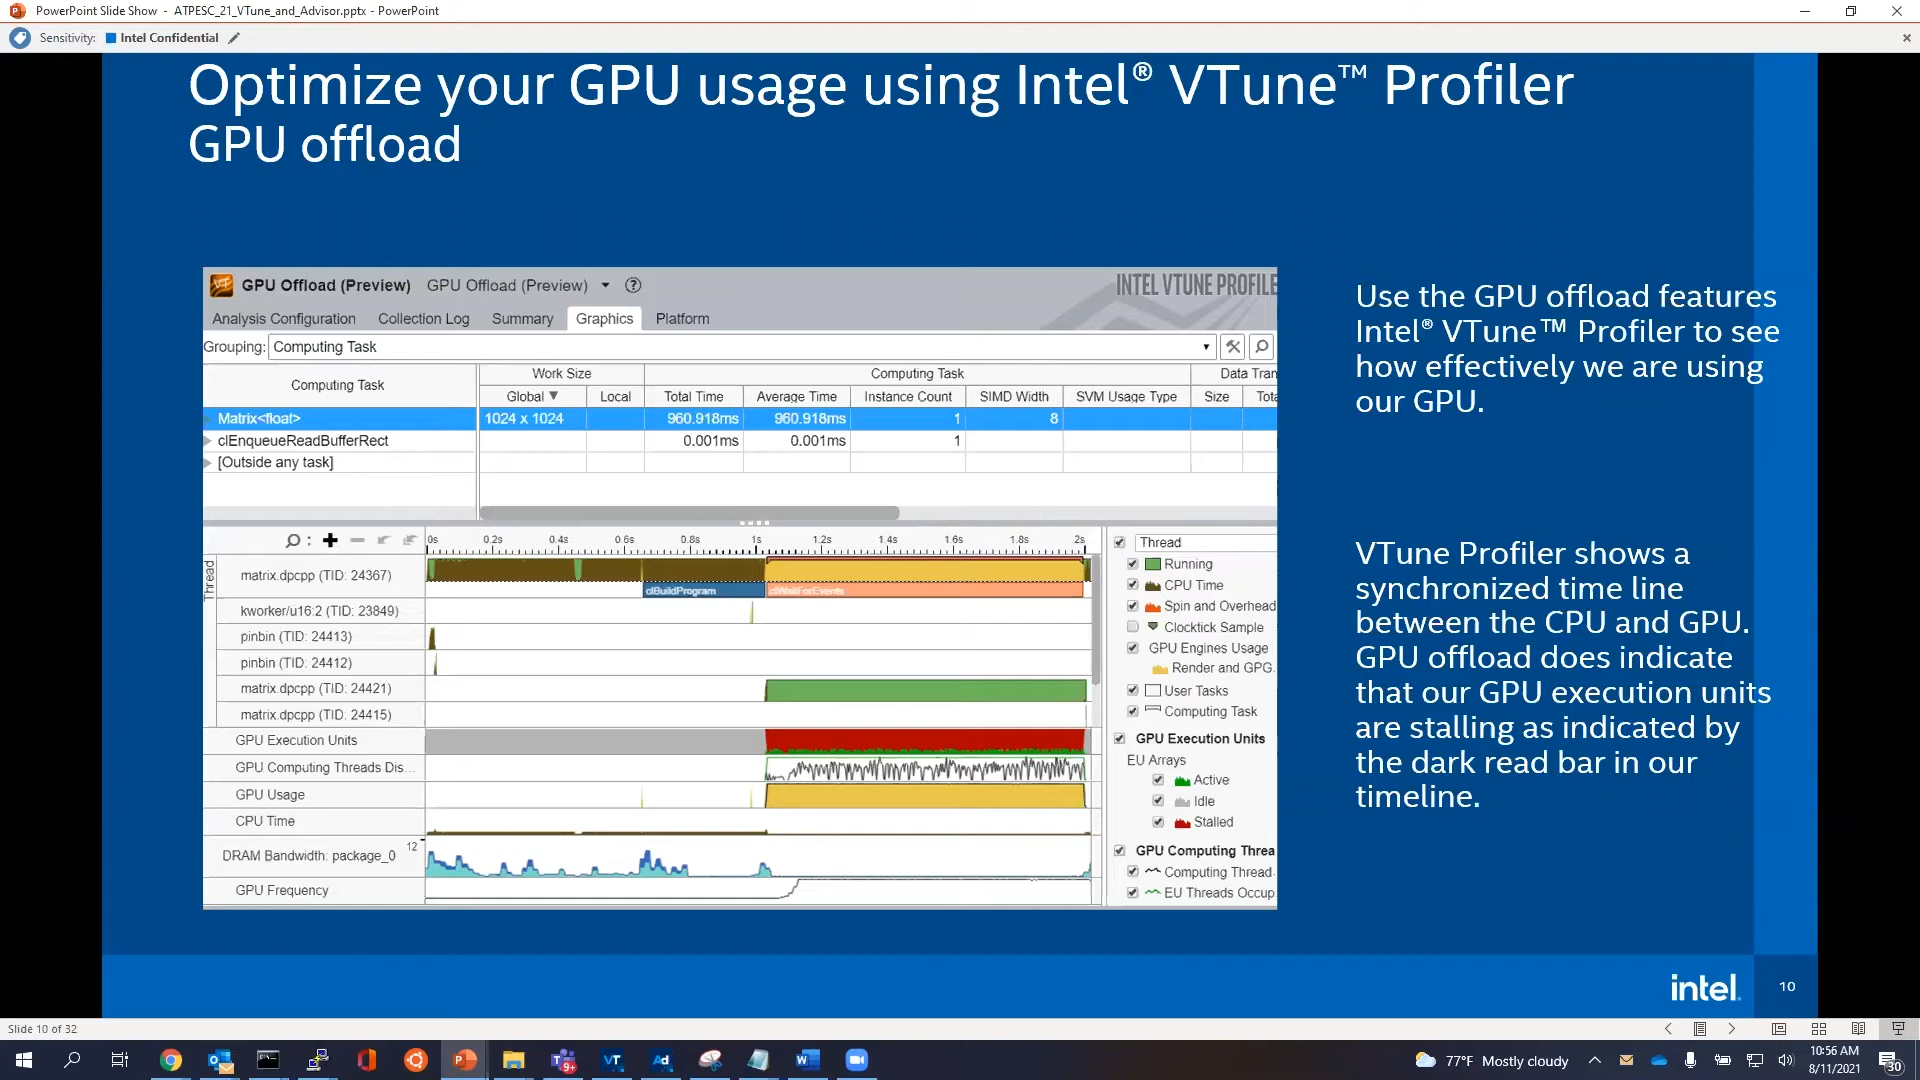 PowerPoint Slide Show - ATPESC_21_VTune_and_Advisor.pptx - PowerPoint
Sensitivity: Intel Confidential
Optimize your GPU usage using Intel® VTune™ Profiler
GPU offload
GPU Offload (Preview) GPU Offload (Preview)
INTEL VTUNE PROFILE
Analysis Configuration Collection Log Summary Graphics Platform
Grouping: Computing Task
Computing Task Work Size Computing Task Data Tran
Global Local Total Time Average Time Instance Count SIMD Width SVM Usage Type Size Tota
Matrix<float> 1024 x 1024 960.918ms 960.918ms 1 8
clEnqueueReadBufferRect 0.001ms 0.001ms 1
[Outside any task]
0s 0.2s 0.4s 0.6s 0.8s 1s 1.2s 1.4s 1.6s 1.8s 2s
Thread
matrix.dpcpp (TID: 24367)
clBuildProgram clWaitForEvents
kworker/u16:2 (TID: 23849)
pinbin (TID: 24413)
pinbin (TID: 24412)
matrix.dpcpp (TID: 24421)
matrix.dpcpp (TID: 24415)
GPU Execution Units
GPU Computing Threads Dis...
GPU Usage
CPU Time
DRAM Bandwidth: package_0 12
GPU Frequency
Thread
Running
CPU Time
Spin and Overhead
Clocktick Sample
GPU Engines Usage
Render and GPG.
User Tasks
Computing Task
GPU Execution Units
EU Arrays
Active
Idle
Stalled
GPU Computing Threa
Computing Thread.
EU Threads Occup
Use the GPU offload features
Intel® VTune™ Profiler to see
how effectively we are using
our GPU.
VTune Profiler shows a
synchronized time line
between the CPU and GPU.
GPU offload does indicate
that our GPU execution units
are stalling as indicated by
the dark read bar in our
timeline.
intel. 10
Slide 10 of 32
77°F Mostly cloudy
10:56 AM
8/11/2021
30
9+
VT
Ad